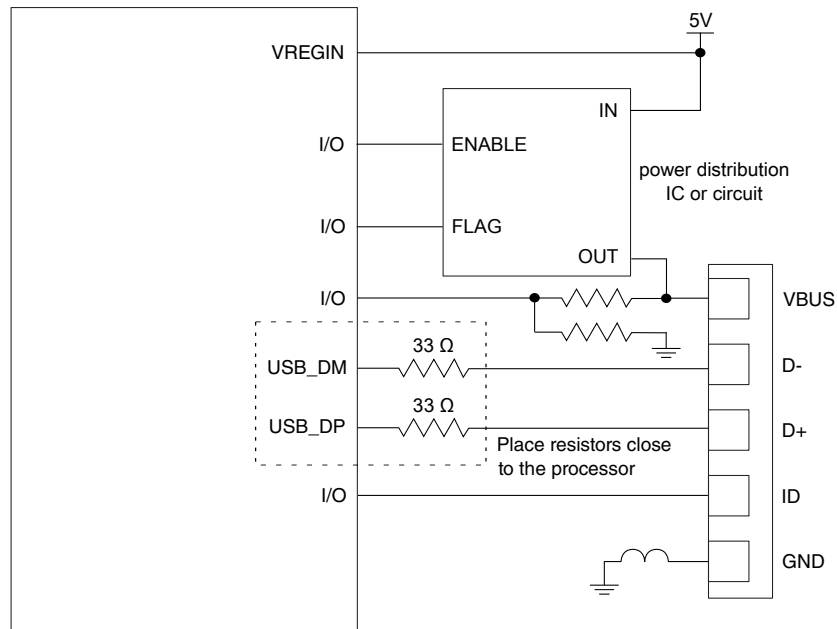 5V
VREGIN
IN
I/O
ENABLE
power distribution
IC or circuit
I/O
FLAG
OUT
I/O
VBUS
33 Ω
USB_DM
D-
33 Ω
USB_DP
D+
Place resistors close
to the processor
I/O
ID
GND